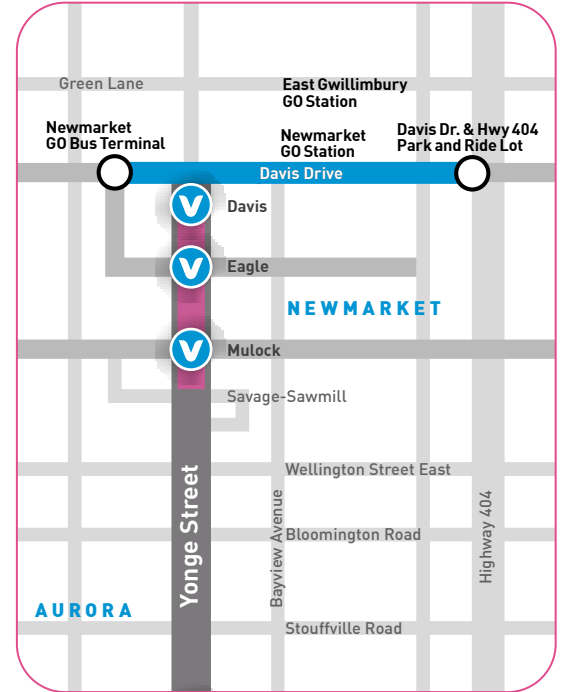 Green Lane
East Gwillimbury
GO Station
Newmarket
GO Bus Terminal
Newmarket
GO Station
Davis Dr. & Hwy 404
Park and Ride Lot
Davis Drive
V
Davis
V
Eagle
NEWMARKET
V
Mulock
Savage-Sawmill
Wellington Street East
Yonge Street
Bayview Avenue
Highway 404
Bloomington Road
AURORA
Stouffville Road